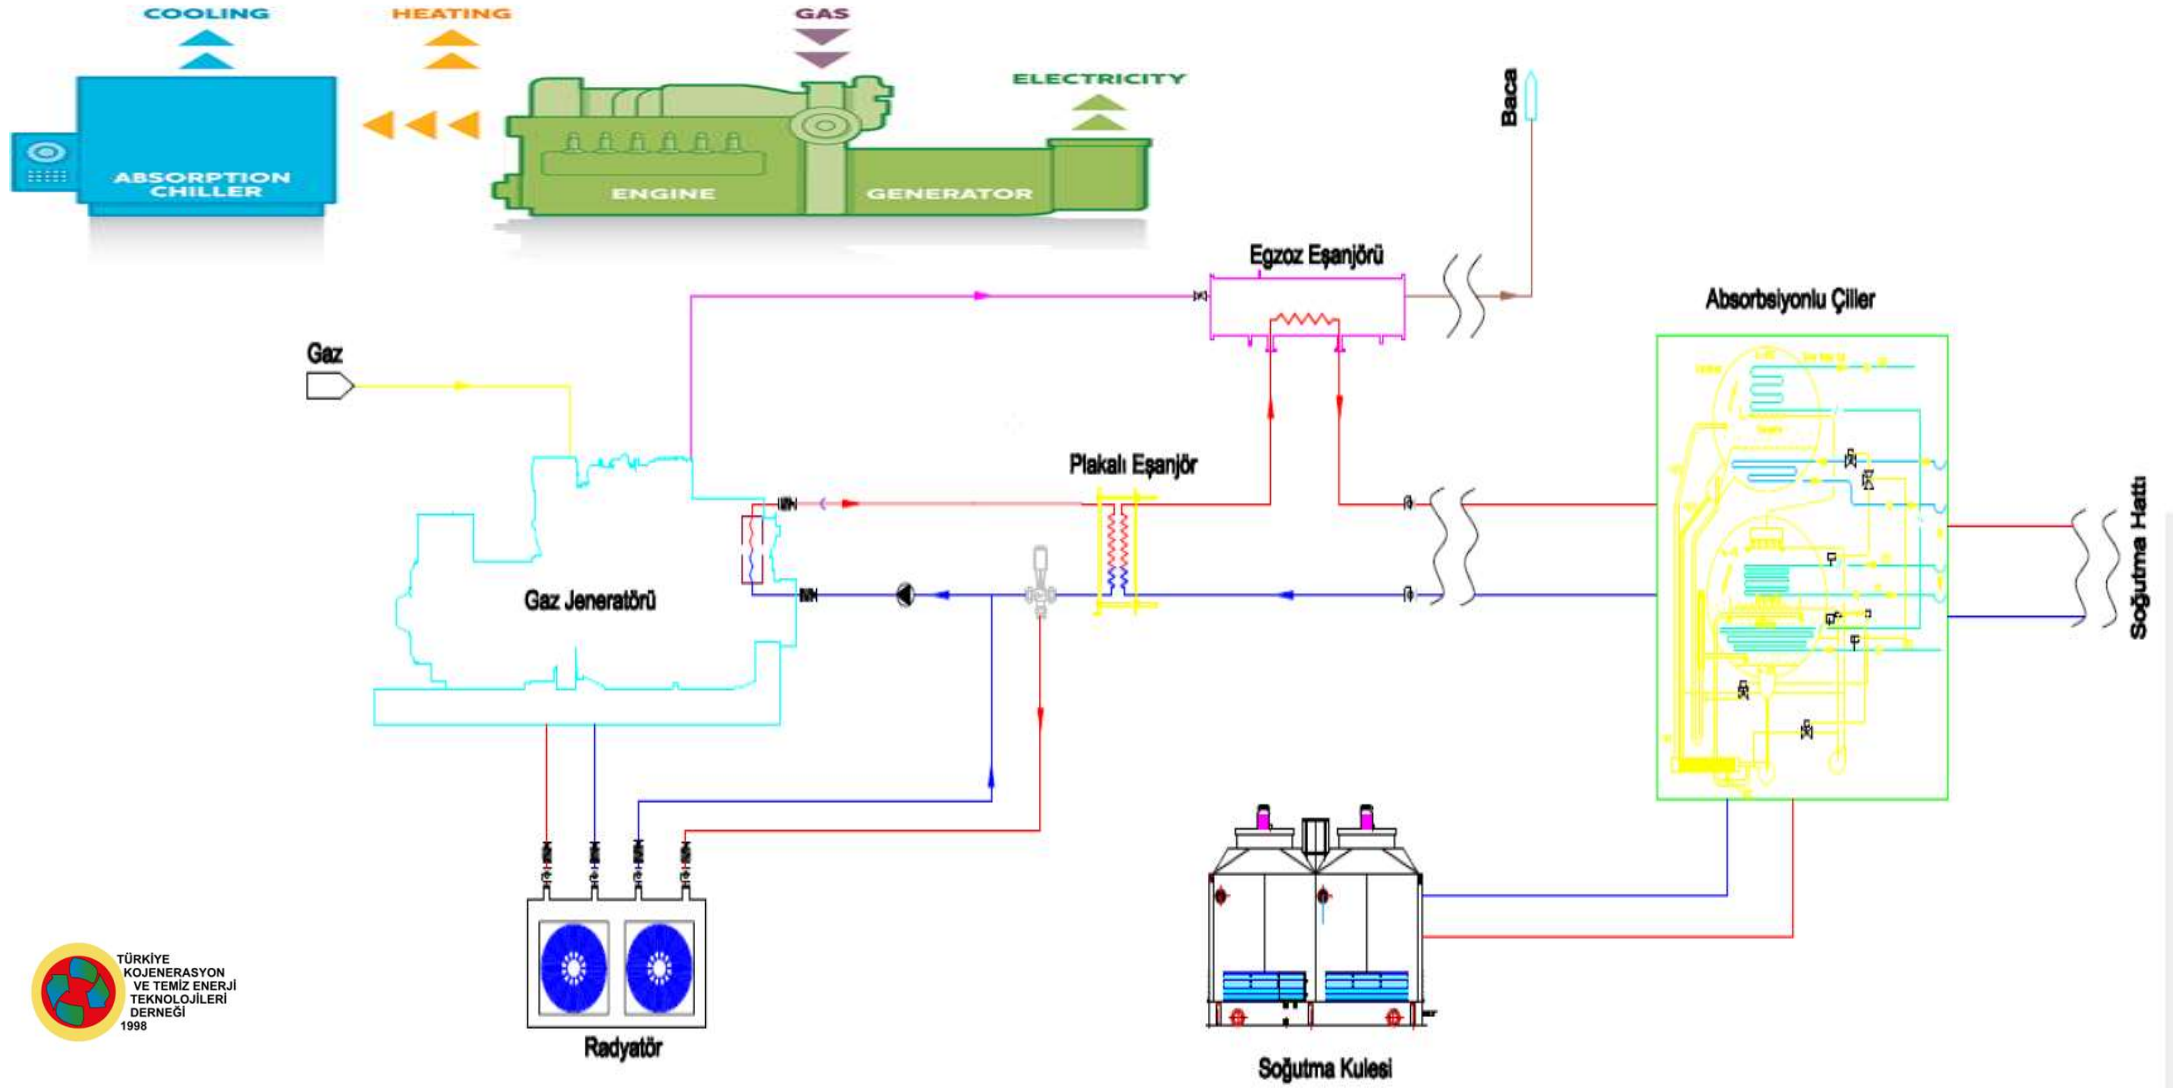 COOLING
HEATING
GAS
ELECTRICITY
ABSORPTION
CHILLER
ENGINE
GENERATOR
Baca
Egzoz Eşanjörü
Absorbsiyonlu Çiller
Gaz
Plakalı Eşanjör
Gaz Jeneratörü
Soğutma Hattı
TÜRKİYE
KOJENERASYON
VE TEMİZ ENERJİ
TEKNOLOJİLERİ
DERNEĞİ
1998
Radyatör
Soğutma Kulesi